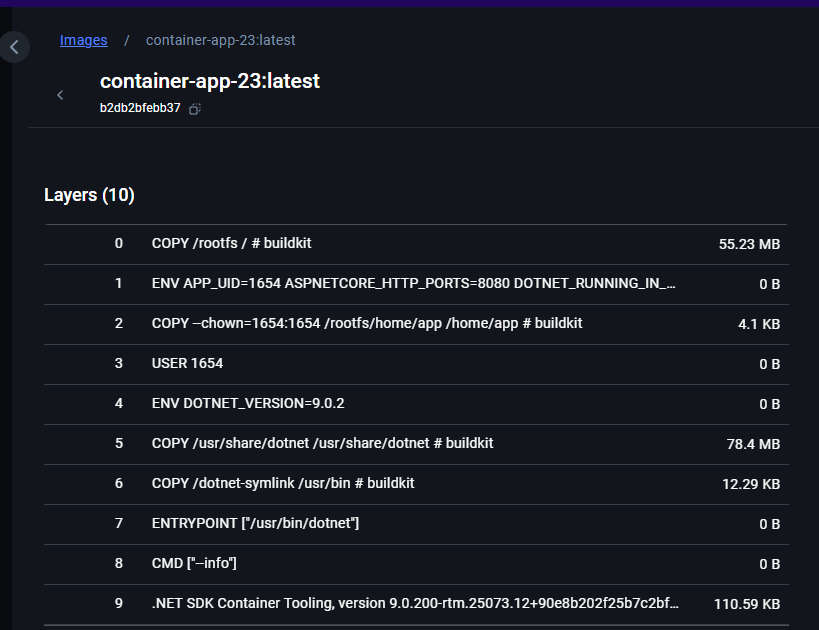 Images / container-app-23:latest
container-app-23:latest
b2db2bfebb37
Layers (10)
0 COPY /rootfs / # buildkit 55.23 MB
1 ENV APP_UID=1654 ASPNETCORE_HTTP_PORTS=8080 DOTNET_RUNNING_IN_... 0 B
2 COPY --chown=1654:1654 /rootfs/home/app /home/app # buildkit 4.1 KB
3 USER 1654 0 B
4 ENV DOTNET_VERSION=9.0.2 0 B
5 COPY /usr/share/dotnet /usr/share/dotnet # buildkit 78.4 MB
6 COPY /dotnet-symlink /usr/bin # buildkit 12.29 KB
7 ENTRYPOINT ["/usr/bin/dotnet"] 0 B
8 CMD ["--info"] 0 B
9 .NET SDK Container Tooling, version 9.0.200-rtm.25073.12+90e8b202f25b7c2bf... 110.59 KB